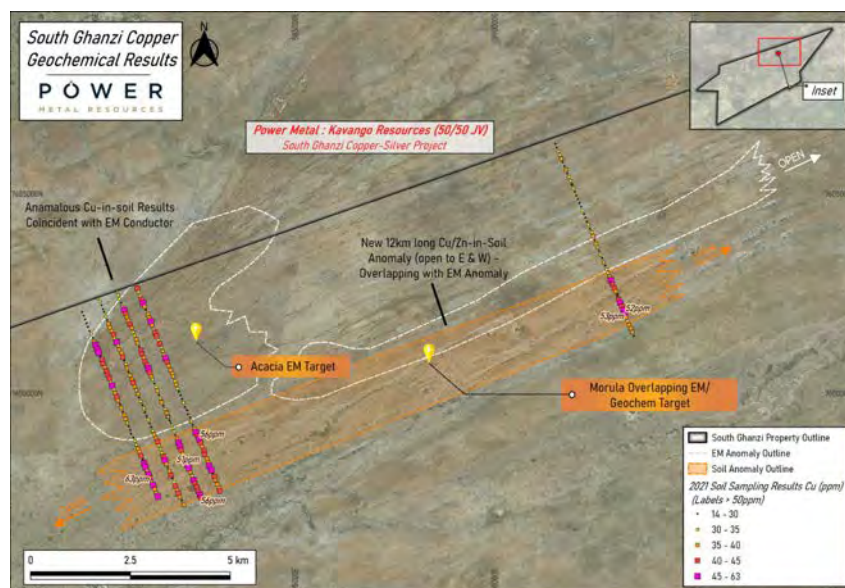 South Ghanzi Copper
Geochemical Results
POWER
METAL RESOURCES
N
Inset
Power Metal : Kavango Resources (50/50 JV)
South Ghanzi Copper-Silver Project
OPEN
Anamalous Cu-in-soil Results
Coincident with EM Conductor
New 12km long Cu/Zn-in-Soil
Anomaly (open to E & W) -
Overlapping with EM Anomaly
53ppm
52ppm
Acacia EM Target
Morula Overlapping EM/
Geochem Target
56ppm
51ppm
63ppm
56ppm
South Ghanzi Property Outline
EM Anomaly Outline
Soil Anomaly Outline
2021 Soil Sampling Results Cu (ppm)
(Labels > 50ppm)
14 - 30
30 - 35
35 - 40
40 - 45
45 - 63
0
2.5
5 km